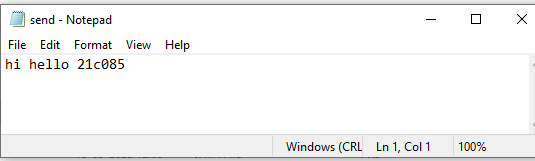 send - Notepad
File Edit Format View Help
hi hello 21c085
Windows (CRL Ln 1, Col 1 100%